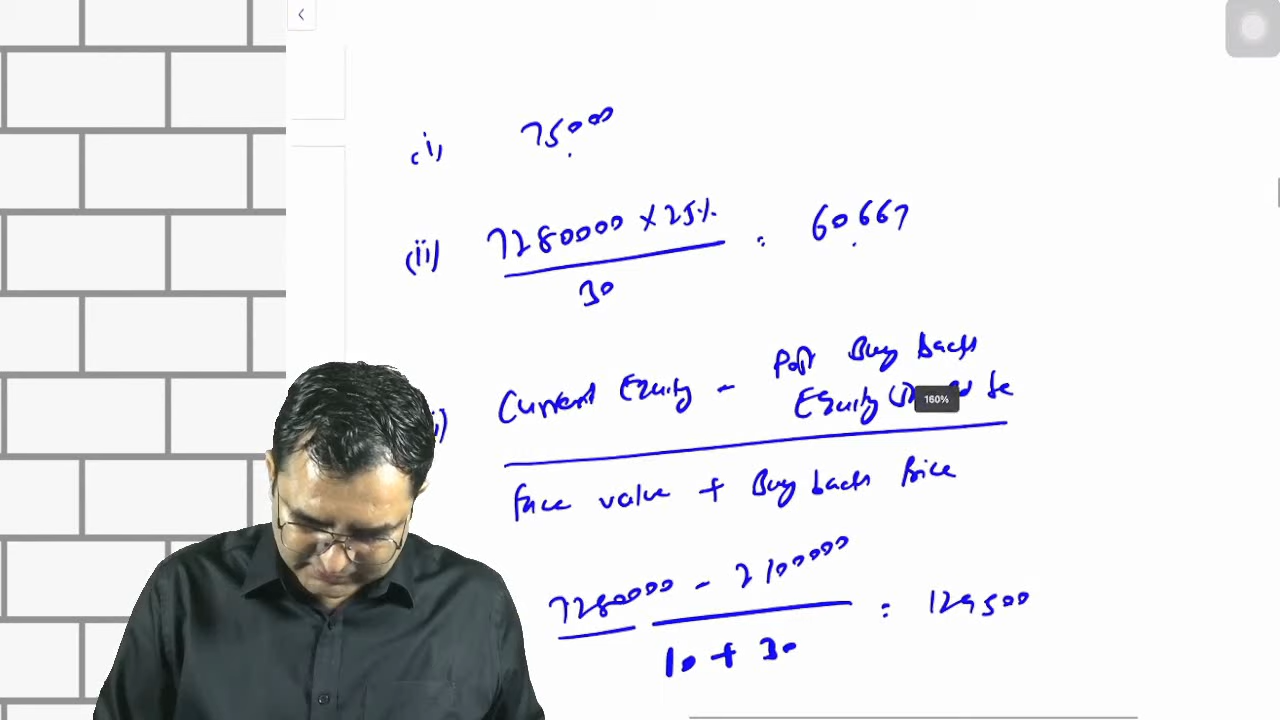 (i) 75000
(ii) 7280000 × 25% : 60667
30
i) Current Equity - Post Buy back
Equity be
160%
Face value + Buy back Price
7280000 - 2100000 : 129500
10 + 30